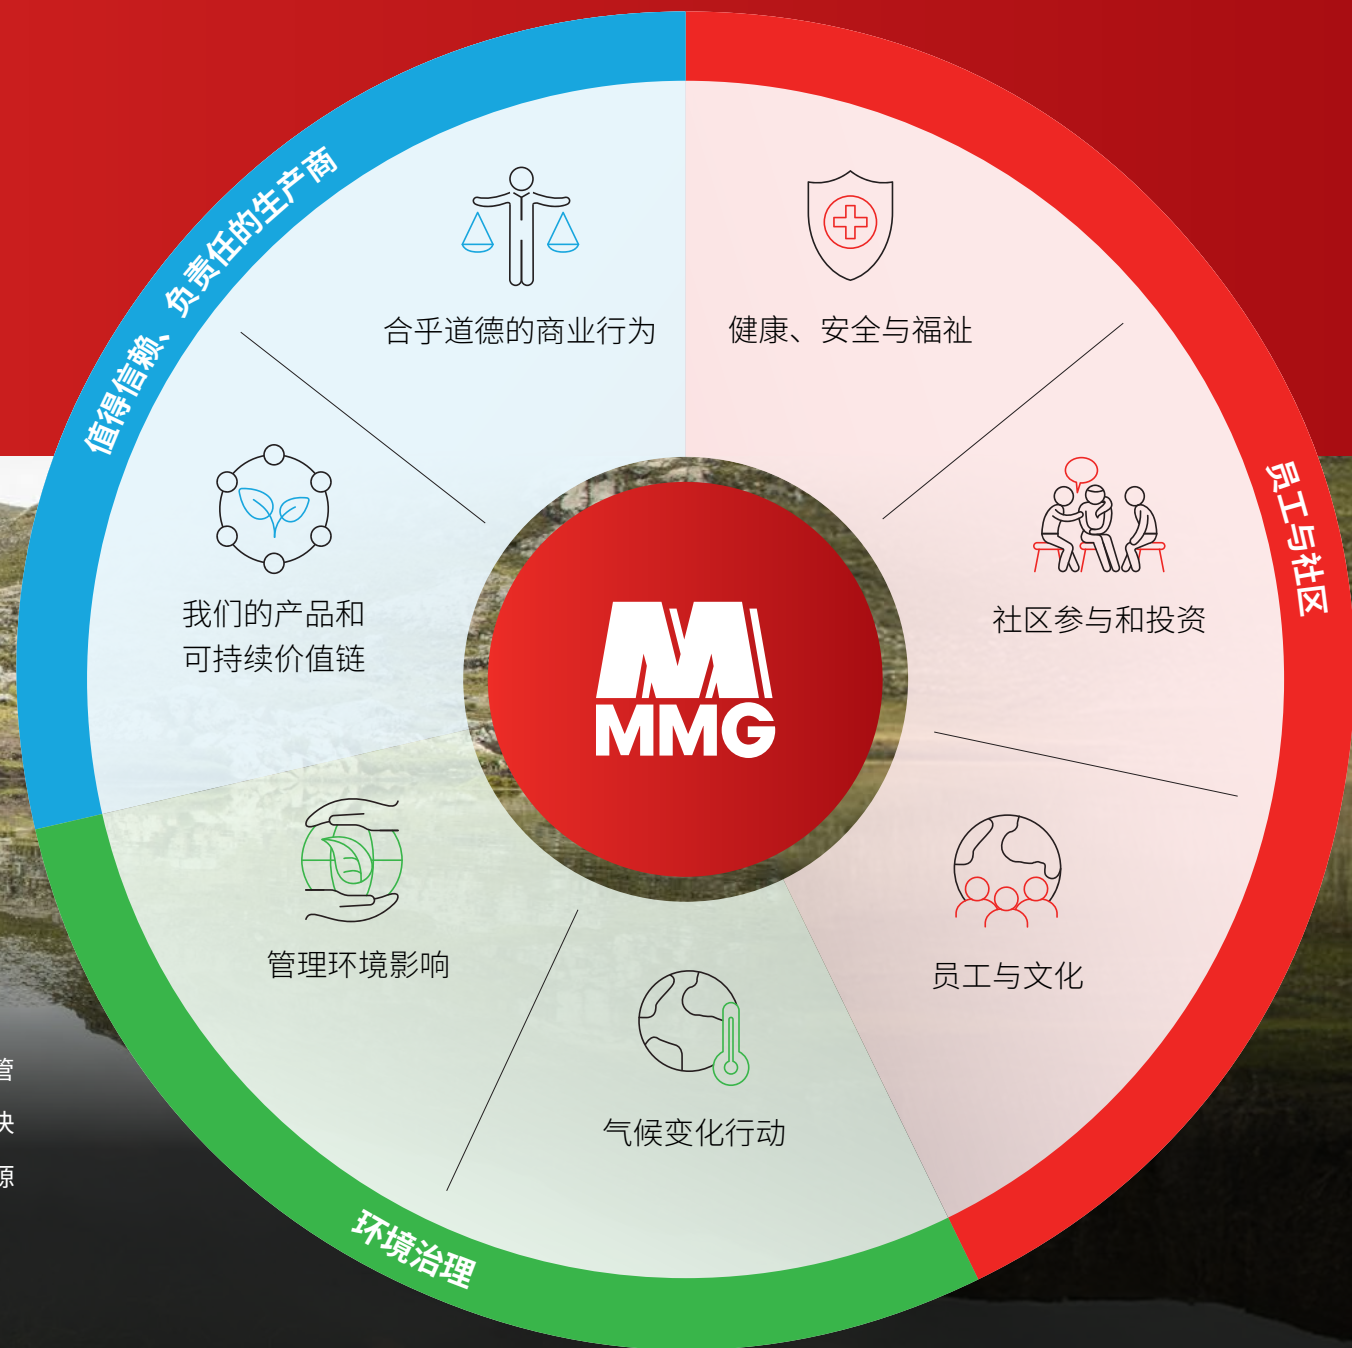 值得信赖、负责任的生产商
合乎道德的商业行为
健康、安全与福祉
员工与社区
我们的产品和
可持续价值链
社区参与和投资
MMG
管理环境影响
员工与文化
气候变化行动
环境治理
管
决
源